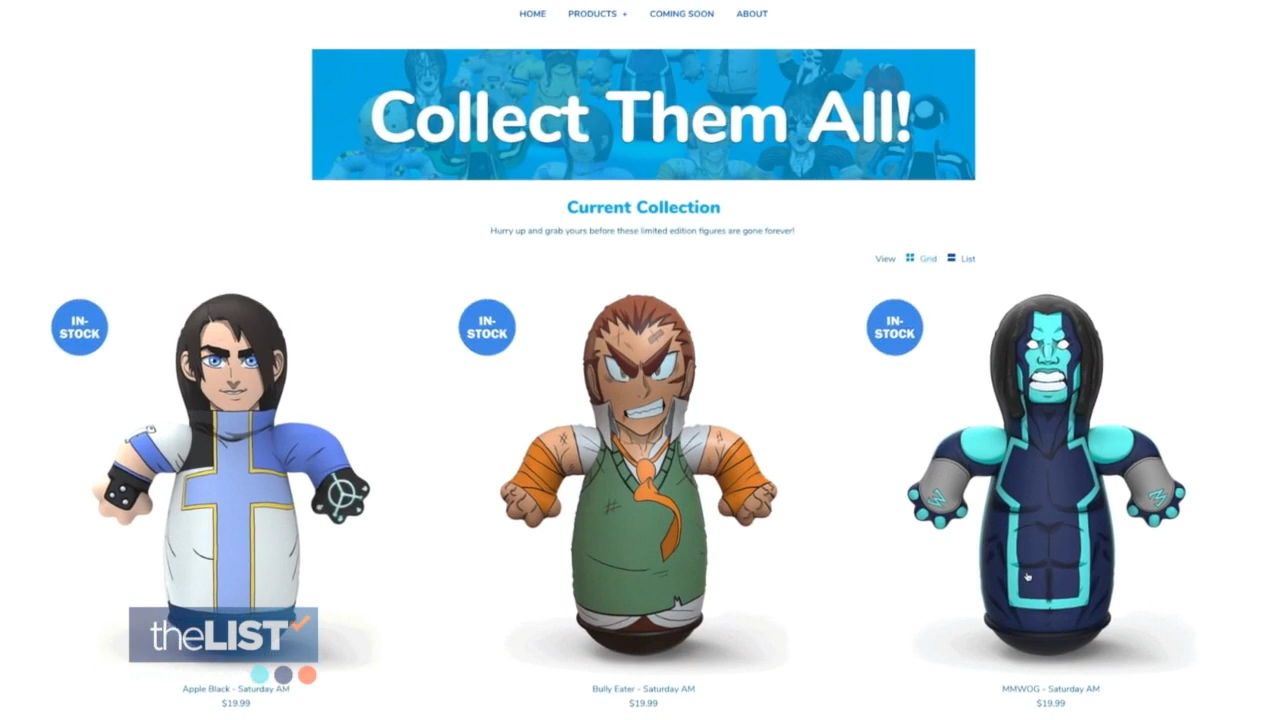 HOME PRODUCTS + COMING SOON ABOUT
Collect Them All!
Current Collection
Hurry up and grab yours before these limited edition figures are gone forever!
View Grid List
IN-
STOCK
IN-
STOCK
IN-
STOCK
theLIST
Apple Black - Saturday AM
$19.99
Bully Eater - Saturday AM
$19.99
MMWOG - Saturday AM
$19.99